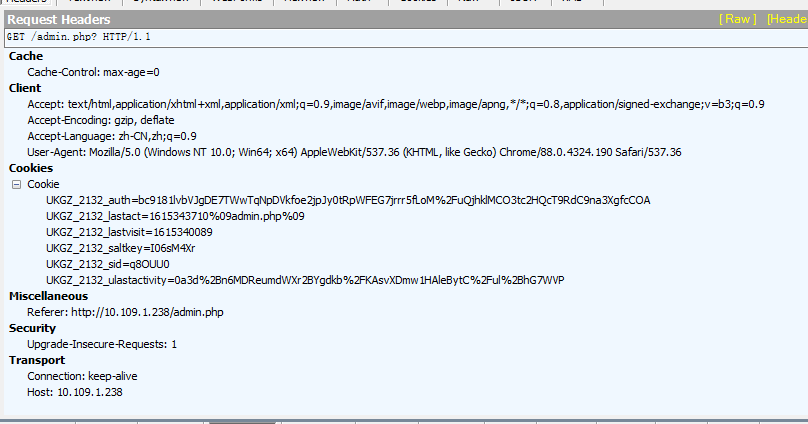 Request Headers
[ Raw ] [Heade
GET /admin.php? HTTP/1.1
Cache
Cache-Control: max-age=0
Client
Accept: text/html,application/xhtml+xml,application/xml;q=0.9,image/avif,image/webp,image/apng,*/*;q=0.8,application/signed-exchange;v=b3;q=0.9
Accept-Encoding: gzip, deflate
Accept-Language: zh-CN,zh;q=0.9
User-Agent: Mozilla/5.0 (Windows NT 10.0; Win64; x64) AppleWebKit/537.36 (KHTML, like Gecko) Chrome/88.0.4324.190 Safari/537.36
Cookies
Cookie
UKGZ_2132_auth=bc9181lvbVJgDE7TWwTqNpDVkfoe2jpJy0tRpWFEG7jrrr5fLoM%2FuQjhklMCO3tc2HQcT9RdC9na3XgfcCOA
UKGZ_2132_lastact=1615343710%09admin.php%09
UKGZ_2132_lastvisit=1615340089
UKGZ_2132_saltkey=I06sM4Xr
UKGZ_2132_sid=q8OUU0
UKGZ_2132_ulastactivity=0a3d%2Bn6MDReumdWXr2BYgdkb%2FKAsvXDmw1HAleBytC%2Ful%2BhG7WVP
Miscellaneous
Referer: http://10.109.1.238/admin.php
Security
Upgrade-Insecure-Requests: 1
Transport
Connection: keep-alive
Host: 10.109.1.238